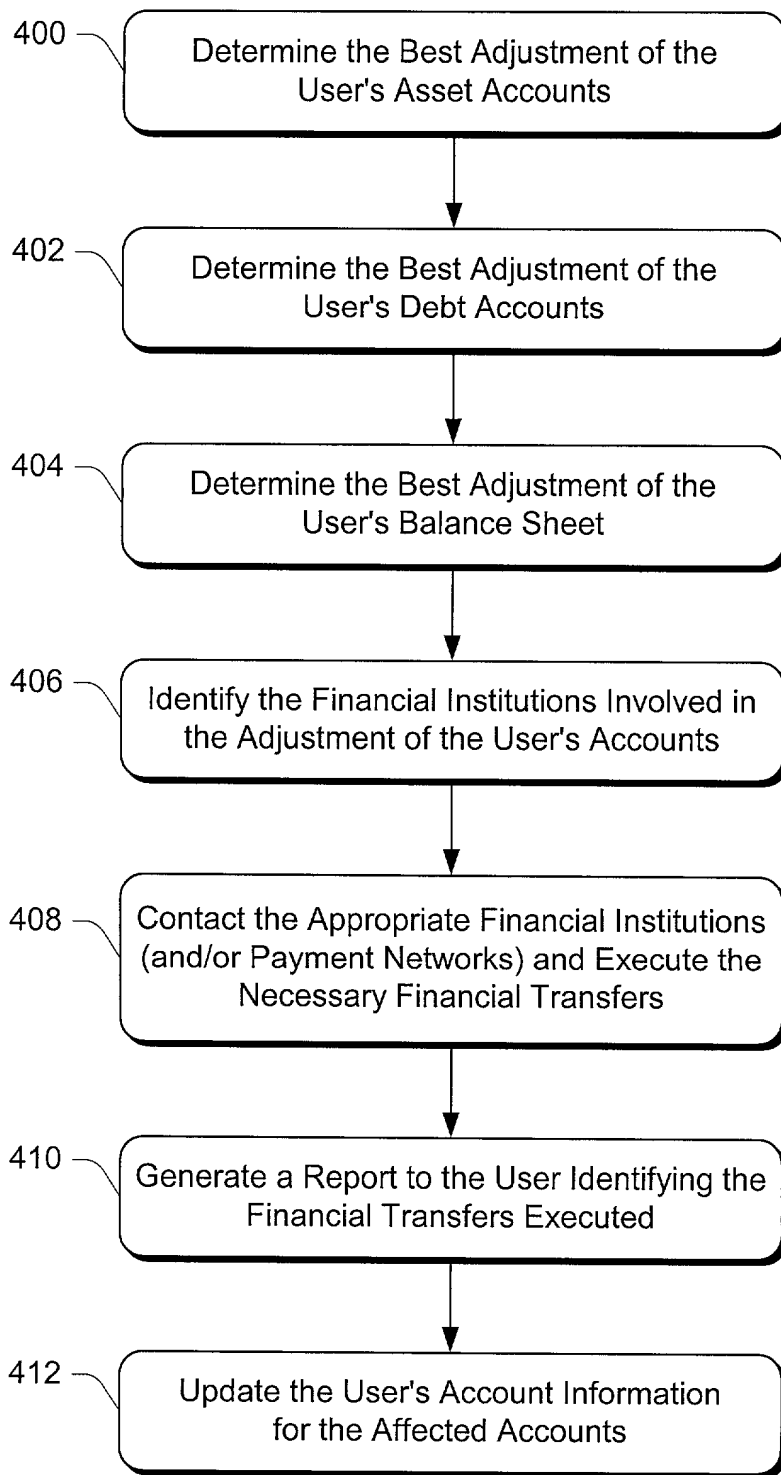 400
Determine the Best Adjustment of the
User's Asset Accounts
402
Determine the Best Adjustment of the
User's Debt Accounts
404
Determine the Best Adjustment of the
User's Balance Sheet
406
Identify the Financial Institutions Involved in
the Adjustment of the User's Accounts
408
Contact the Appropriate Financial Institutions
(and/or Payment Networks) and Execute the
Necessary Financial Transfers
410
Generate a Report to the User Identifying the
Financial Transfers Executed
412
Update the User's Account Information
for the Affected Accounts